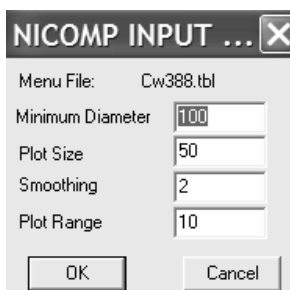 NICOMP INPUT ...
Menu File: Cw388.tbl
Minimum Diameter 100
Plot Size 50
Smoothing 2
Plot Range 10
OK Cancel